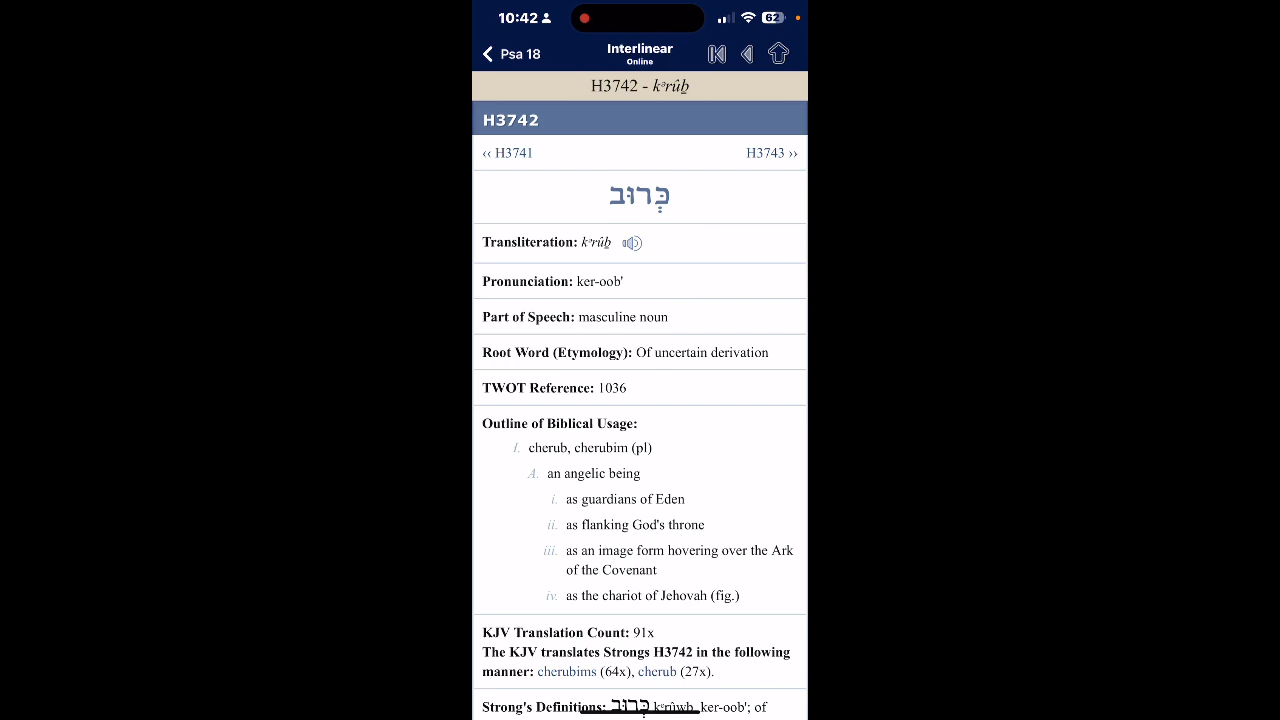 10:42
62
Psa 18
Interlinear
Online
H3742 - kᵊrûḇ
H3742
‹‹ H3741
H3743 ››
כְּרוּב
Transliteration: kᵊrûḇ
Pronunciation: ker-oob'
Part of Speech: masculine noun
Root Word (Etymology): Of uncertain derivation
TWOT Reference: 1036
Outline of Biblical Usage:
I. cherub, cherubim (pl)
A. an angelic being
i. as guardians of Eden
ii. as flanking God's throne
iii. as an image form hovering over the Ark
of the Covenant
iv. as the chariot of Jehovah (fig.)
KJV Translation Count: 91x
The KJV translates Strongs H3742 in the following
manner: cherubims (64x), cherub (27x).
Strong's Definitions: כְּרוּב kᵉrûwb, ker-oob'; of